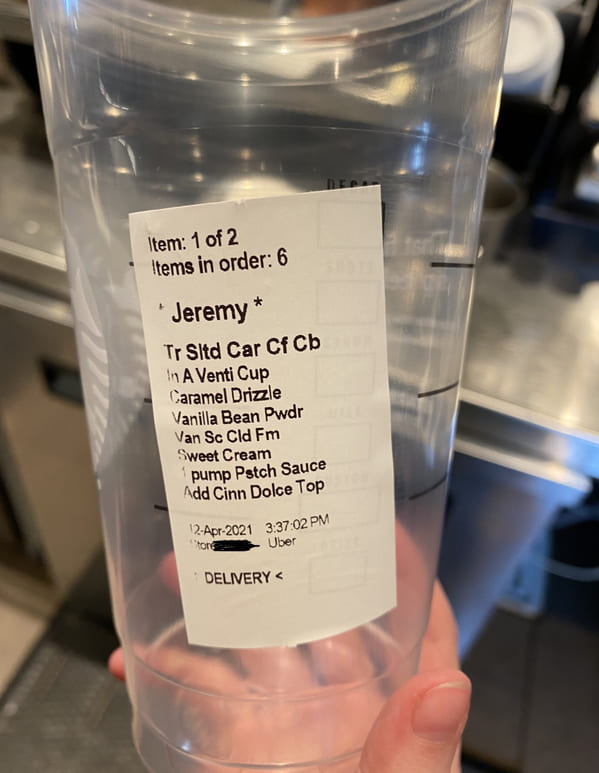 DECAF
Item: 1 of 2
Items in order: 6
* Jeremy *
Tr Sltd Car Cf Cb
In A Venti Cup
Caramel Drizzle
Vanilla Bean Pwdr
Van Sc Cld Fm
Sweet Cream
1 pump Pstch Sauce
Add Cinn Dolce Top
12-Apr-2021 3:37:02 PM
Store Uber
DELIVERY <